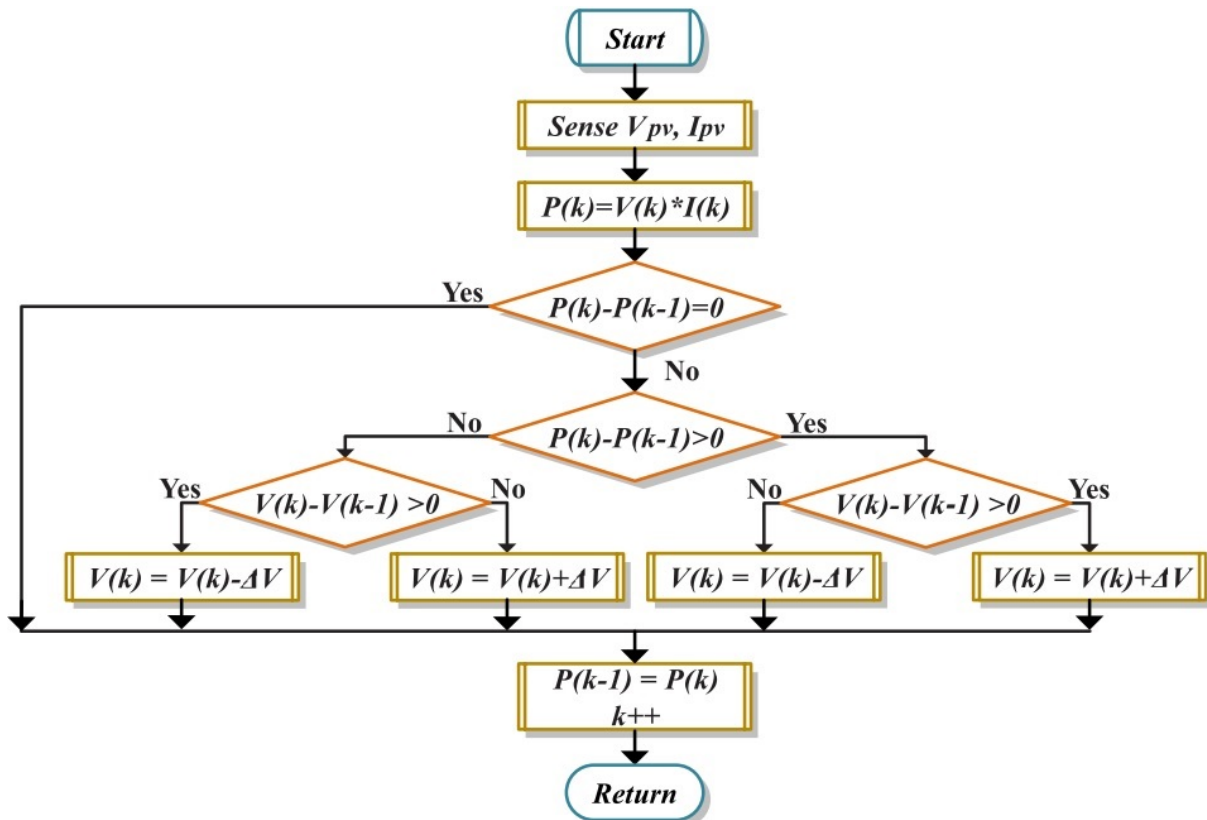 Start
Sense Vpv, Ipv
P(k)=V(k)*I(k)
Yes
P(k)-P(k-1)=0
No
No
P(k)-P(k-1)>0
Yes
Yes
V(k)-V(k-1) >0
No
No
V(k)-V(k-1) >0
Yes
V(k) = V(k)-ΔV
V(k) = V(k)+ΔV
V(k) = V(k)-ΔV
V(k) = V(k)+ΔV
P(k-1) = P(k)
k++
Return